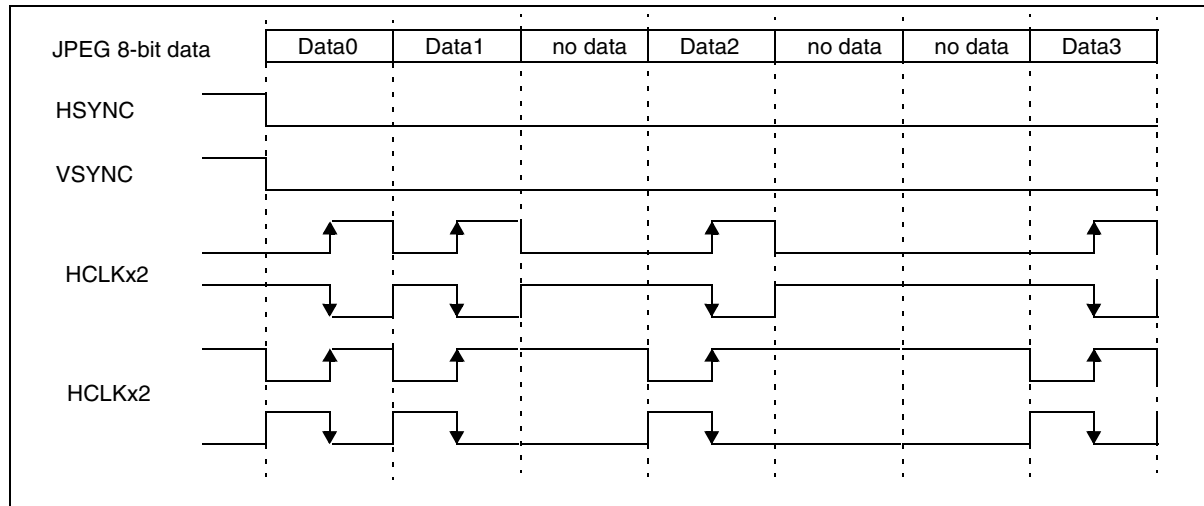 JPEG 8-bit data Data0 Data1 no data Data2 no data no data Data3
HSYNC
VSYNC
HCLKx2
HCLKx2